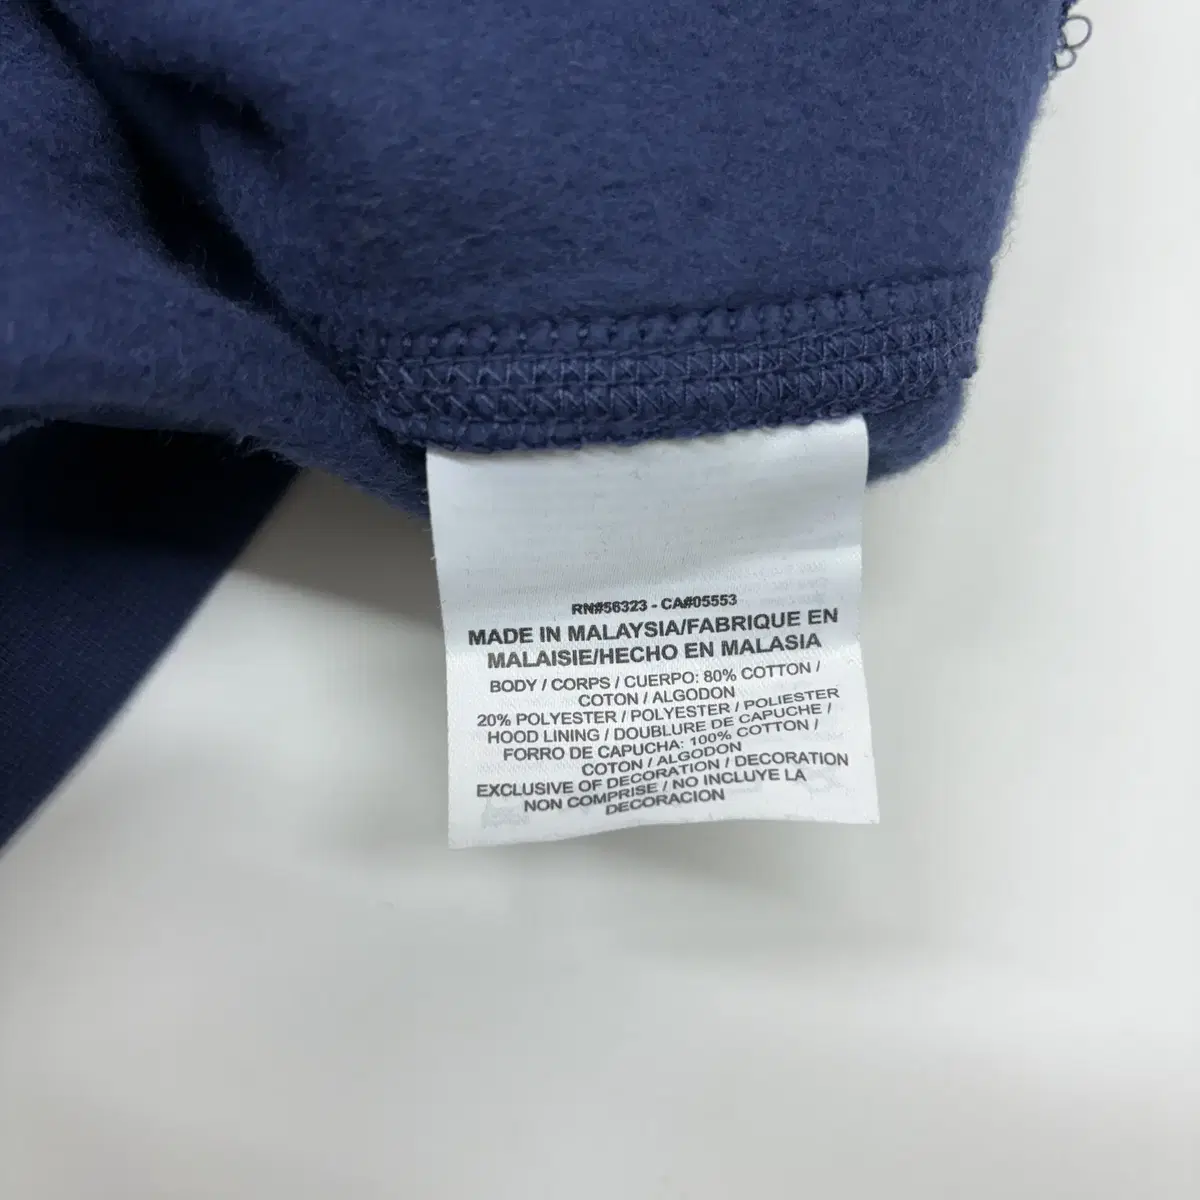 RN#56323 - CA#05553
MADE IN MALAYSIA/FABRIQUE EN
MALAISIE/HECHO EN MALASIA
BODY / CORPS / CUERPO: 80% COTTON /
COTON / ALGODON
20% POLYESTER / POLYESTER / POLIESTER
HOOD LINING / DOUBLURE DE CAPUCHE /
FORRO DE CAPUCHA: 100% COTTON /
COTON / ALGODON
EXCLUSIVE OF DECORATION / DECORATION
NON COMPRISE / NO INCLUYE LA
DECORACION